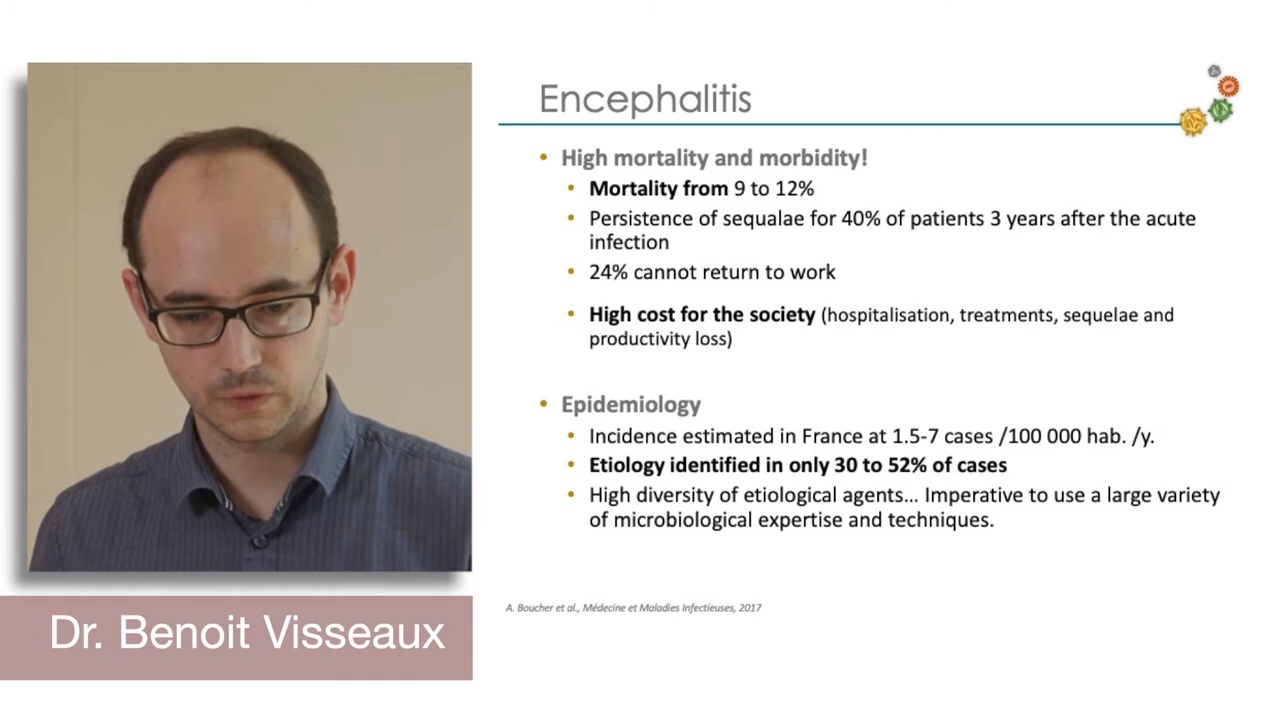 Encephalitis
• High mortality and morbidity!
• Mortality from 9 to 12%
• Persistence of sequalae for 40% of patients 3 years after the acute
infection
• 24% cannot return to work
• High cost for the society (hospitalisation, treatments, sequelae and
productivity loss)
• Epidemiology
• Incidence estimated in France at 1.5-7 cases /100 000 hab. /y.
• Etiology identified in only 30 to 52% of cases
• High diversity of etiological agents... Imperative to use a large variety
of microbiological expertise and techniques.
A. Boucher et al., Médecine et Maladies Infectieuses, 2017
Dr. Benoit Visseaux